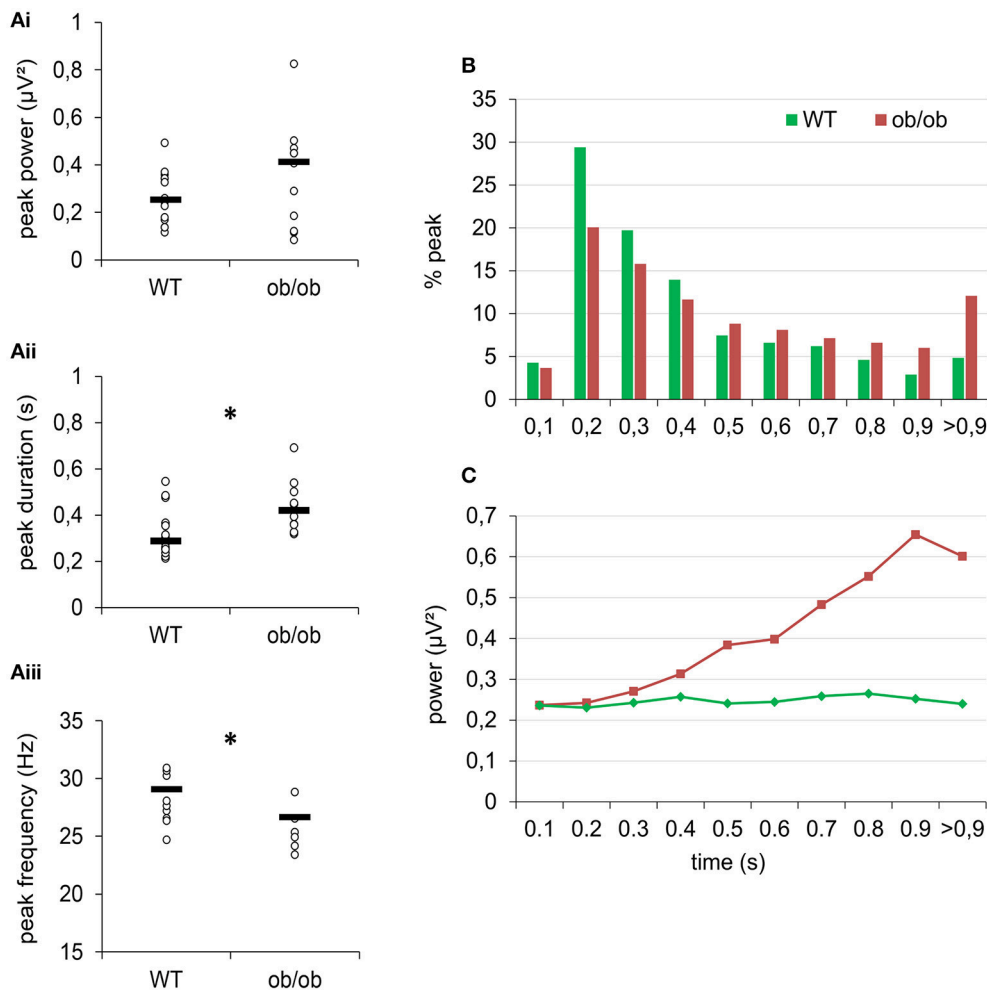 Ai
peak power (µV²)
1
0,8
0,6
0,4
0,2
0
WT ob/ob
Aii
peak duration (s)
1
0,8
0,6
0,4
0,2
0
*
WT ob/ob
Aiii
peak frequency (Hz)
35
30
25
20
15
*
WT ob/ob
B
% peak
35
30
25
20
15
10
5
0
WT ob/ob
0,1 0,2 0,3 0,4 0,5 0,6 0,7 0,8 0,9 >0,9
C
power (µV²)
0,7
0,6
0,5
0,4
0,3
0,2
0,1
0
0.1 0.2 0.3 0.4 0.5 0.6 0.7 0.8 0.9 >0,9
time (s)